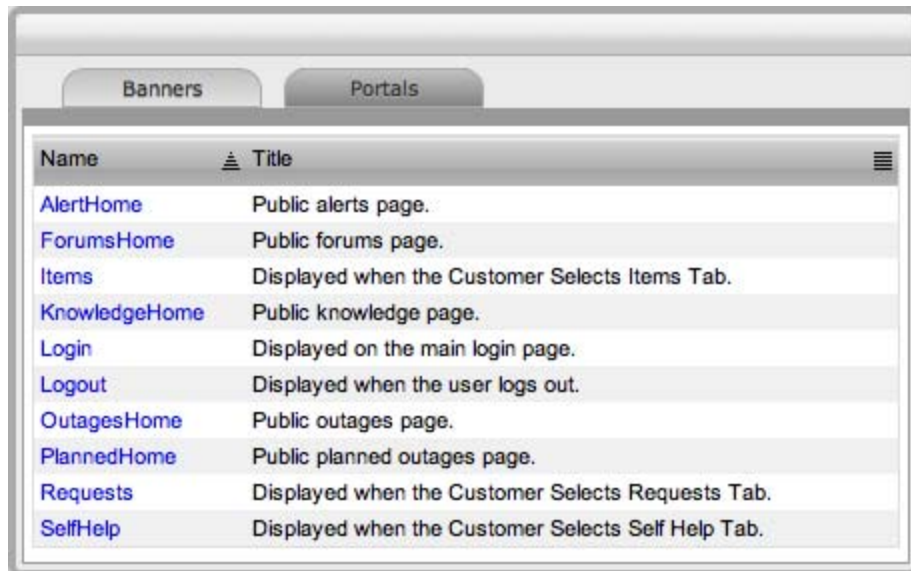 Banners Portals
Name Title
AlertHome Public alerts page.
ForumsHome Public forums page.
Items Displayed when the Customer Selects Items Tab.
KnowledgeHome Public knowledge page.
Login Displayed on the main login page.
Logout Displayed when the user logs out.
OutagesHome Public outages page.
PlannedHome Public planned outages page.
Requests Displayed when the Customer Selects Requests Tab.
SelfHelp Displayed when the Customer Selects Self Help Tab.